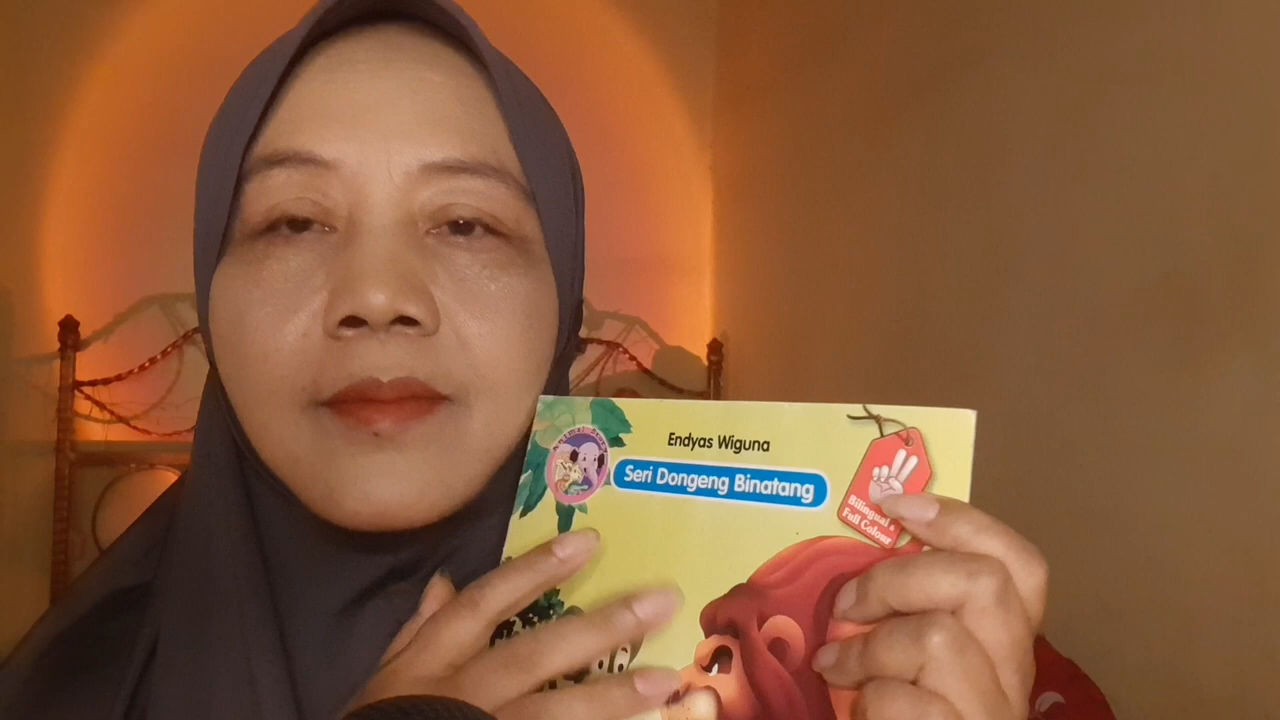 Endyas Wiguna
Seri Dongeng Binatang
Bilingual &
Full Colour